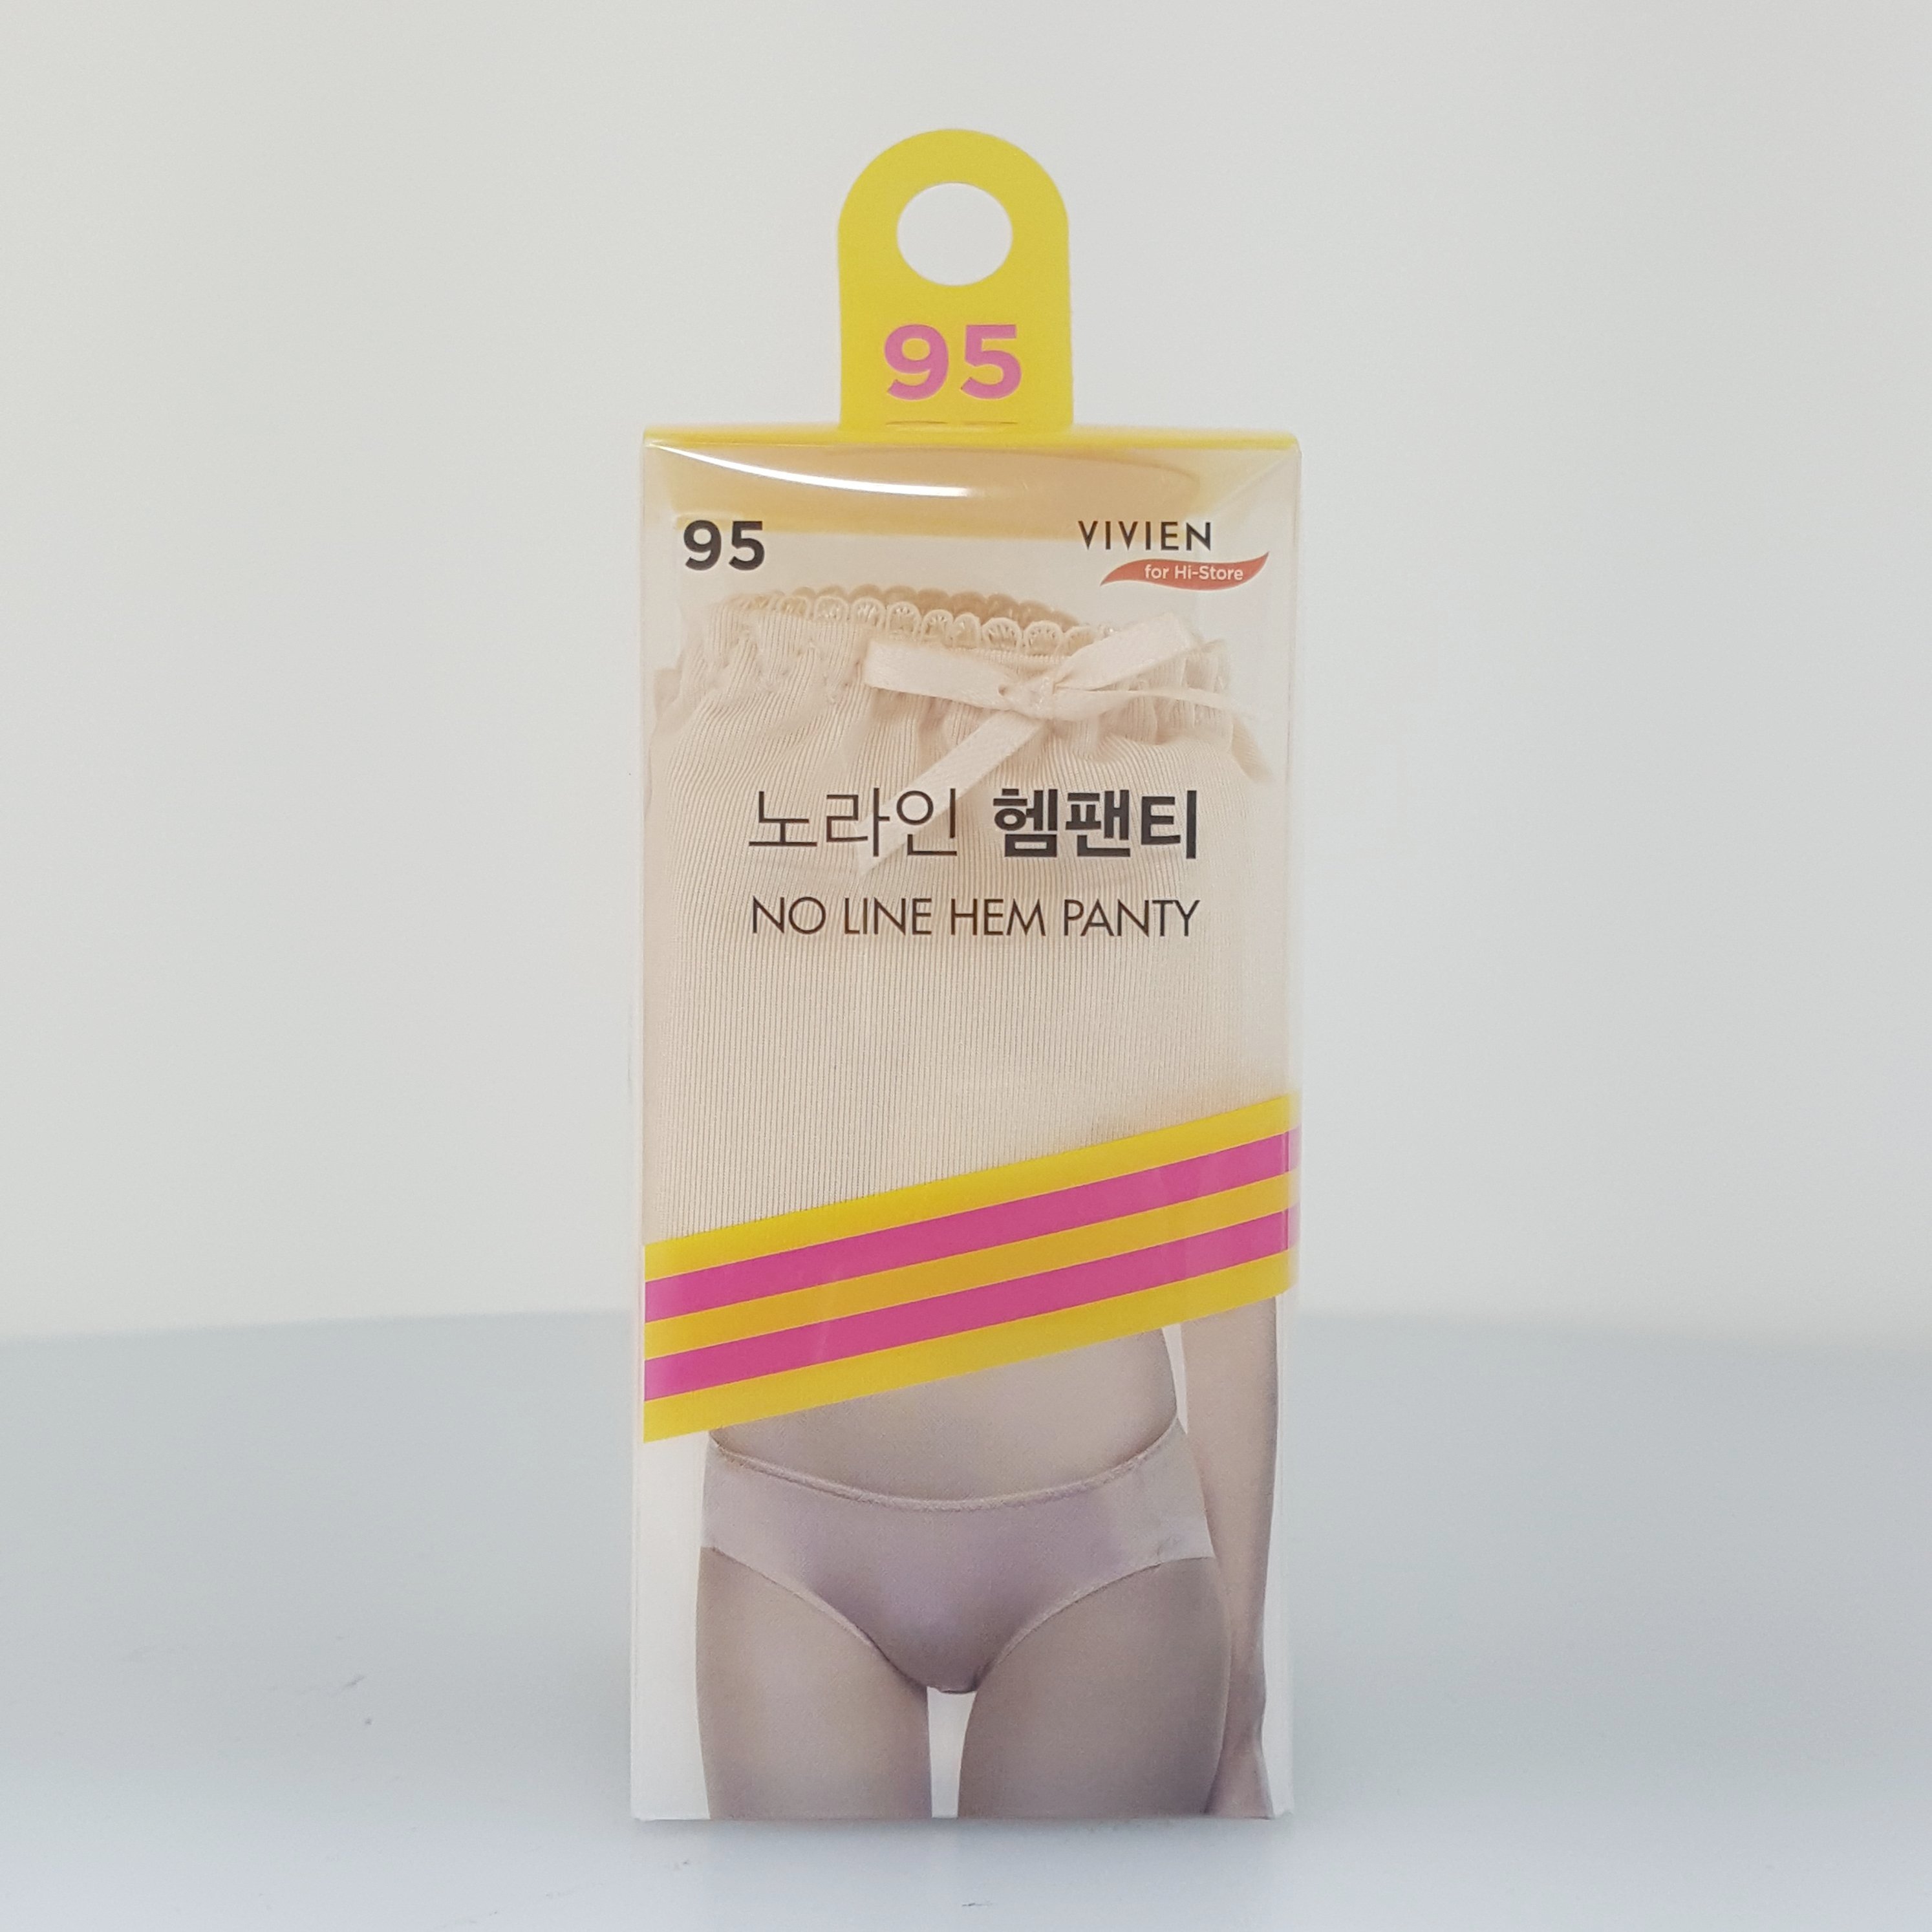 95
95
VIVIEN
for Hi-Store
노라인 헴팬티
NO LINE HEM PANTY